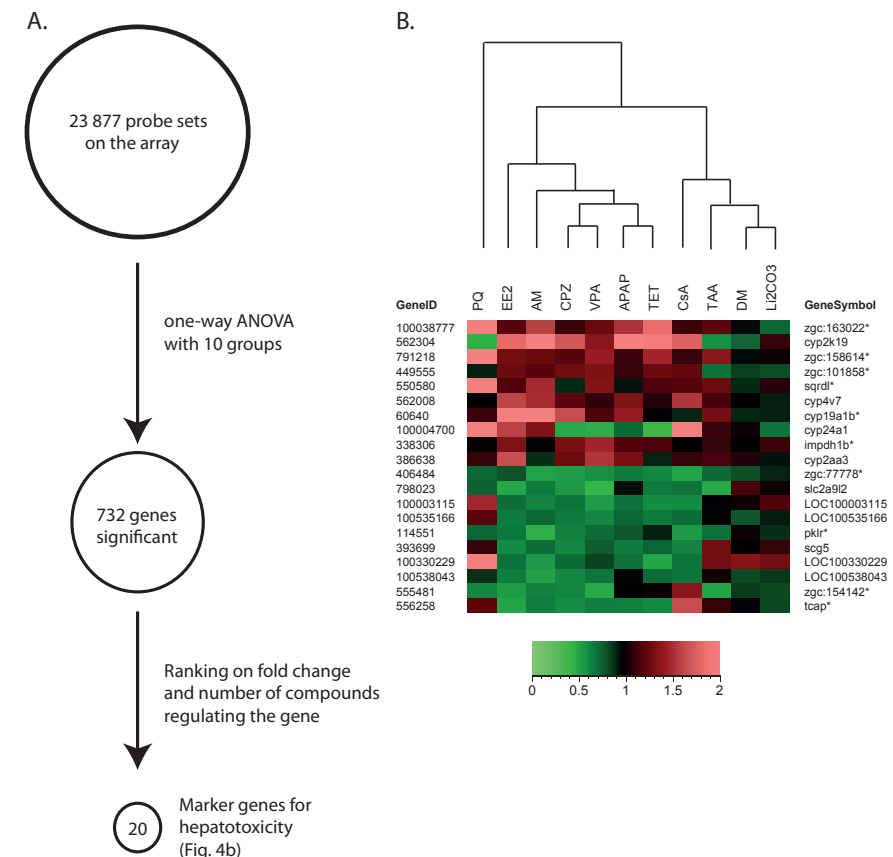 A.
23 877 probe sets
on the array
one-way ANOVA
with 10 groups
732 genes
significant
Ranking on fold change
and number of compounds
regulating the gene
20
Marker genes for
hepatotoxicity
(Fig. 4b)
B.
GeneID PQ EE2 AM CPZ VPA APAP TET CsA TAA DM Li2CO3 GeneSymbol
100038777 zgc:163022*
562304 cyp2k19
791218 zgc:158614*
449505 zgc:101858*
550580 sqrdl*
562008 cyp4v7
60640 cyp19a1b*
100004700 cyp24a1
338306 impdh1b*
386638 cyp2aa3
406484 zgc:77778*
798023 slc2a9l2
100003115 LOC100003115
100535166 LOC100535166
114551 pklr*
393699 scg5
100330229 LOC100330229
100538043 LOC100538043
555481 zgc:154142*
556258 tcap*
0 0.5 1 1.5 2